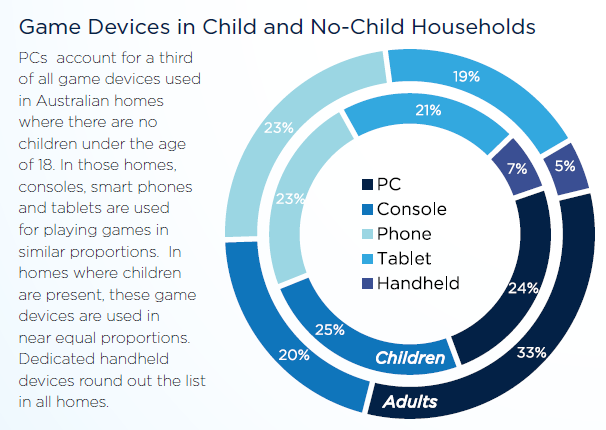 Game Devices in Child and No-Child Households
PCs account for a third
of all game devices used
in Australian homes
where there are no
children under the age
of 18. In those homes,
consoles, smart phones
and tablets are used
for playing games in
similar proportions. In
homes where children
are present, these game
devices are used in
near equal proportions.
Dedicated handheld
devices round out the list
in all homes.
19%
21%
23%
5%
7%
23%
PC
Console
Phone
Tablet
Handheld
24%
25%
33%
20%
Children
Adults